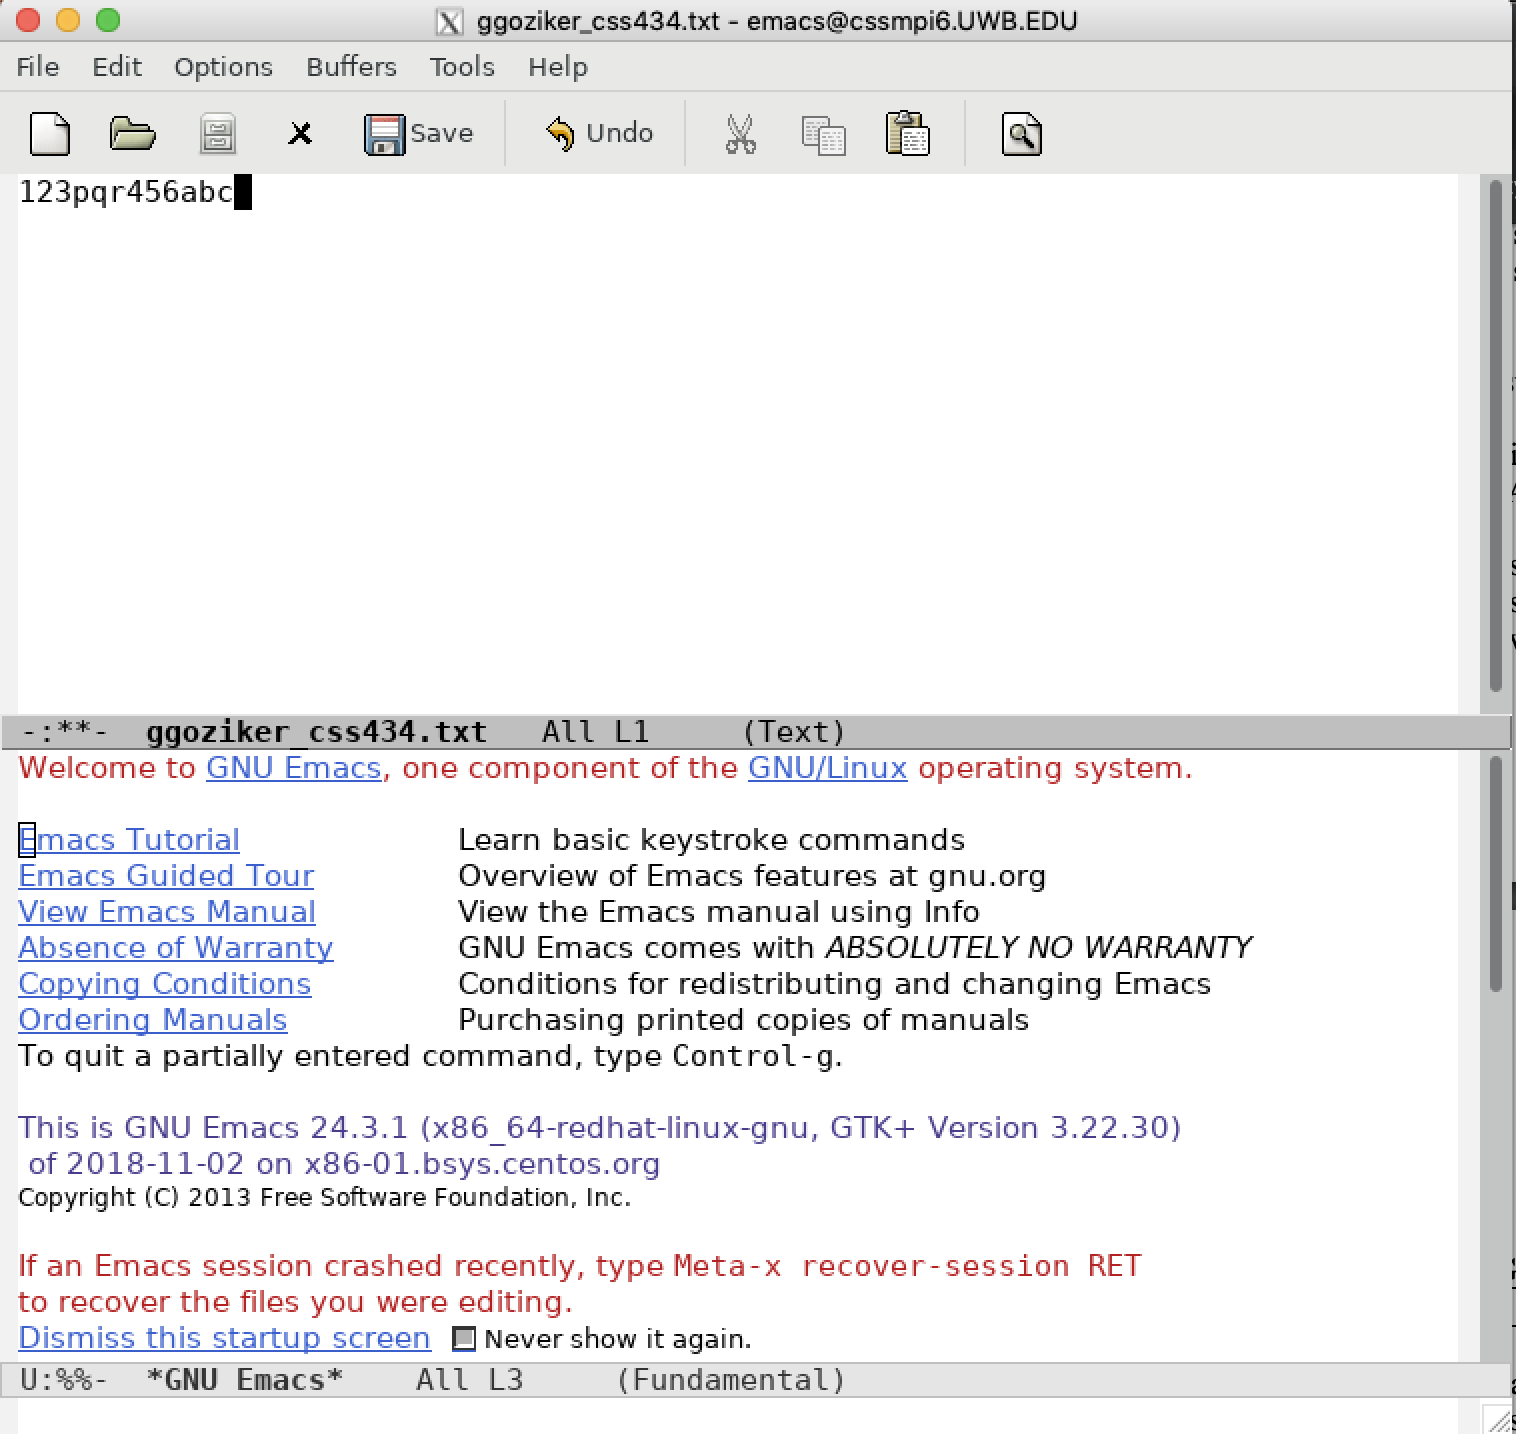 ggoziker_css434.txt - emacs@cssmpi6.UWB.EDU
File Edit Options Buffers Tools Help
Save Undo
123pqr456abc
-:**-  ggoziker_css434.txt   All L1     (Text)
Welcome to GNU Emacs, one component of the GNU/Linux operating system.
Emacs Tutorial Learn basic keystroke commands
Emacs Guided Tour Overview of Emacs features at gnu.org
View Emacs Manual View the Emacs manual using Info
Absence of Warranty GNU Emacs comes with ABSOLUTELY NO WARRANTY
Copying Conditions Conditions for redistributing and changing Emacs
Ordering Manuals Purchasing printed copies of manuals
To quit a partially entered command, type Control-g.
This is GNU Emacs 24.3.1 (x86_64-redhat-linux-gnu, GTK+ Version 3.22.30)
of 2018-11-02 on x86-01.bsys.centos.org
Copyright (C) 2013 Free Software Foundation, Inc.
If an Emacs session crashed recently, type Meta-x recover-session RET
to recover the files you were editing.
Dismiss this startup screen Never show it again.
U:%%-  *GNU Emacs*    All L3     (Fundamental)